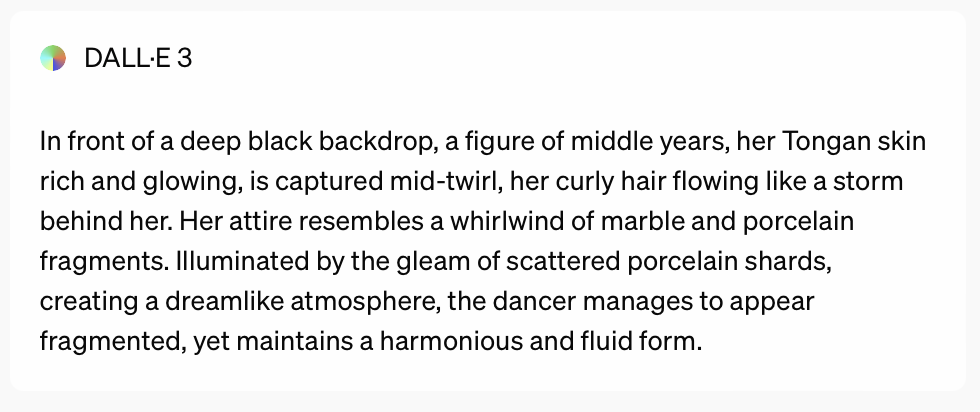 DALL·E 3
In front of a deep black backdrop, a figure of middle years, her Tongan skin
rich and glowing, is captured mid-twirl, her curly hair flowing like a storm
behind her. Her attire resembles a whirlwind of marble and porcelain
fragments. Illuminated by the gleam of scattered porcelain shards,
creating a dreamlike atmosphere, the dancer manages to appear
fragmented, yet maintains a harmonious and fluid form.